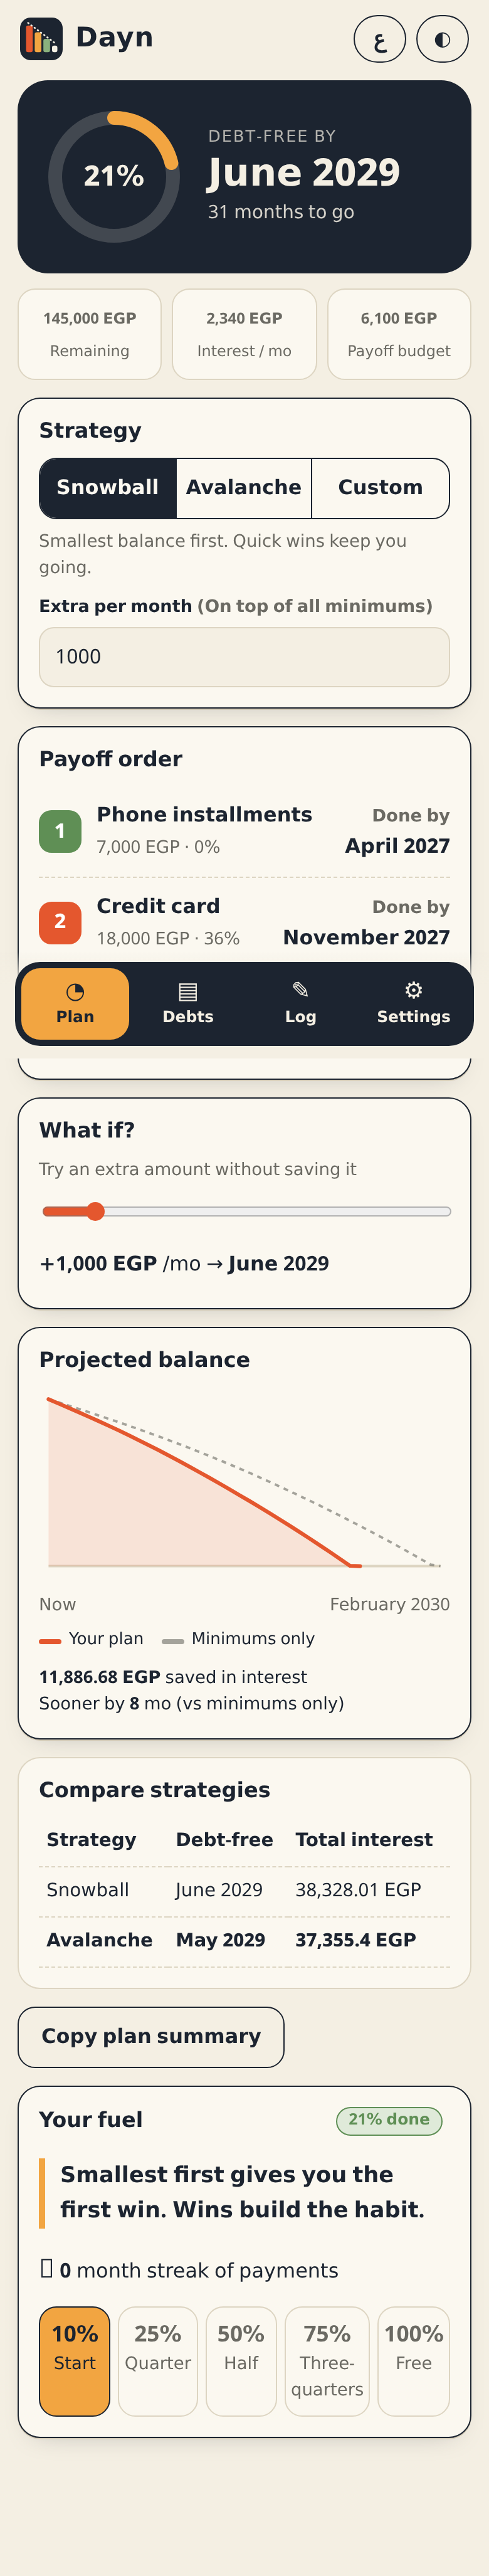 Dayn
ع
21%
DEBT-FREE BY
June 2029
31 months to go
145,000 EGP
Remaining
2,340 EGP
Interest / mo
6,100 EGP
Payoff budget
Strategy
Snowball
Avalanche
Custom
Smallest balance first. Quick wins keep you
going.
Extra per month (On top of all minimums)
1000
Payoff order
1
Phone installments
7,000 EGP · 0%
Done by
April 2027
2
Credit card
18,000 EGP · 36%
Done by
November 2027
Plan
Debts
Log
Settings
What if?
Try an extra amount without saving it
+1,000 EGP /mo → June 2029
Projected balance
Now
February 2030
Your plan
Minimums only
11,886.68 EGP saved in interest
Sooner by 8 mo (vs minimums only)
Compare strategies
Strategy Debt-free Total interest
Snowball June 2029 38,328.01 EGP
Avalanche May 2029 37,355.4 EGP
Copy plan summary
Your fuel
21% done
Smallest first gives you the
first win. Wins build the habit.
0 month streak of payments
10%
Start
25%
Quarter
50%
Half
75%
Three-
quarters
100%
Free